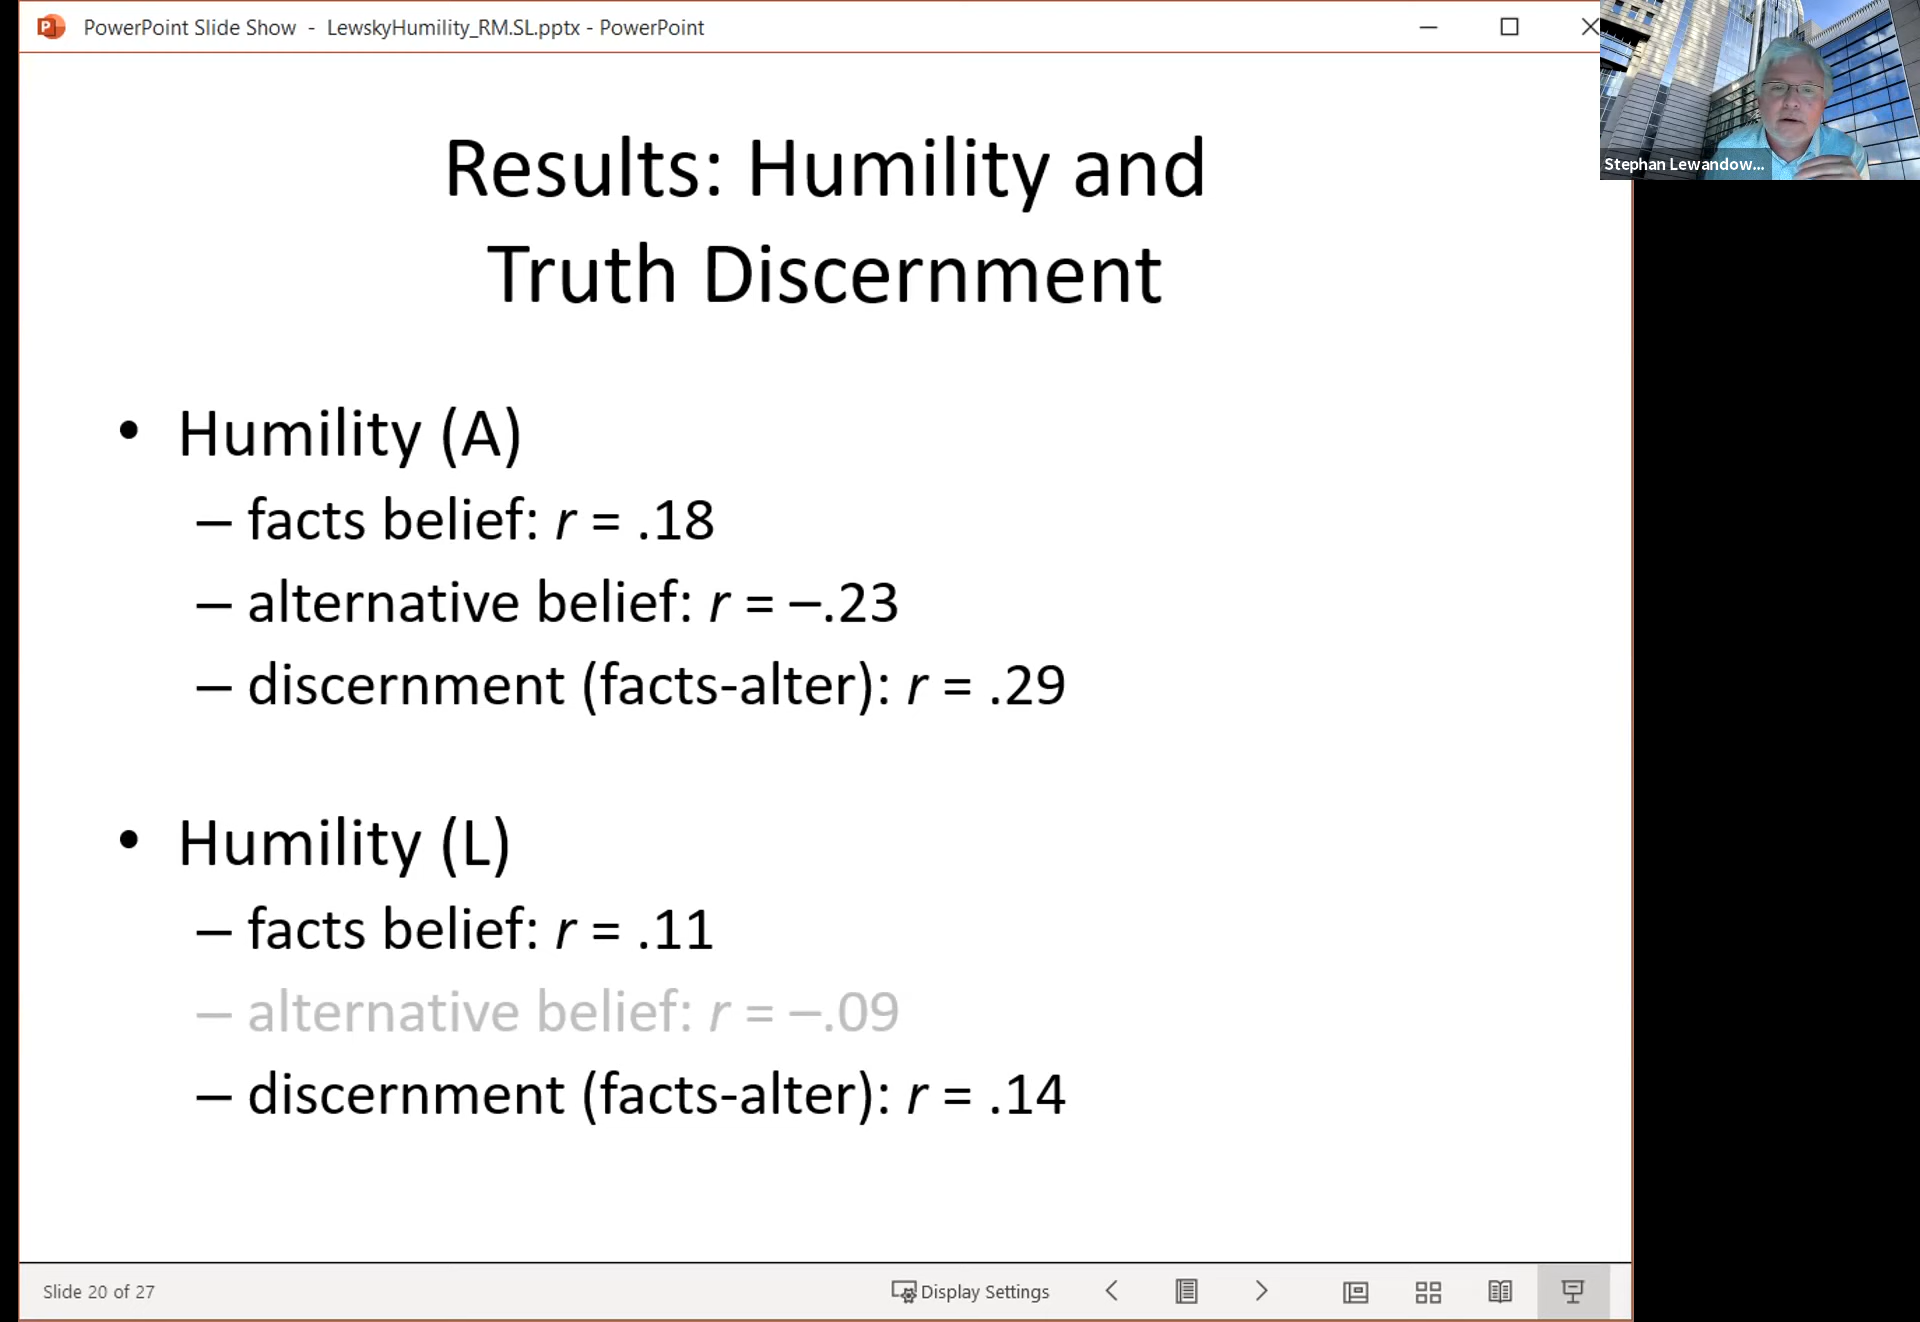 PowerPoint Slide Show - LewskyHumility_RM.SL.pptx - PowerPoint
Stephan Lewandow...
Results: Humility and
Truth Discernment
• Humility (A)
– facts belief: r = .18
– alternative belief: r = –.23
– discernment (facts-alter): r = .29
• Humility (L)
– facts belief: r = .11
– alternative belief: r = –.09
– discernment (facts-alter): r = .14
Slide 20 of 27
Display Settings